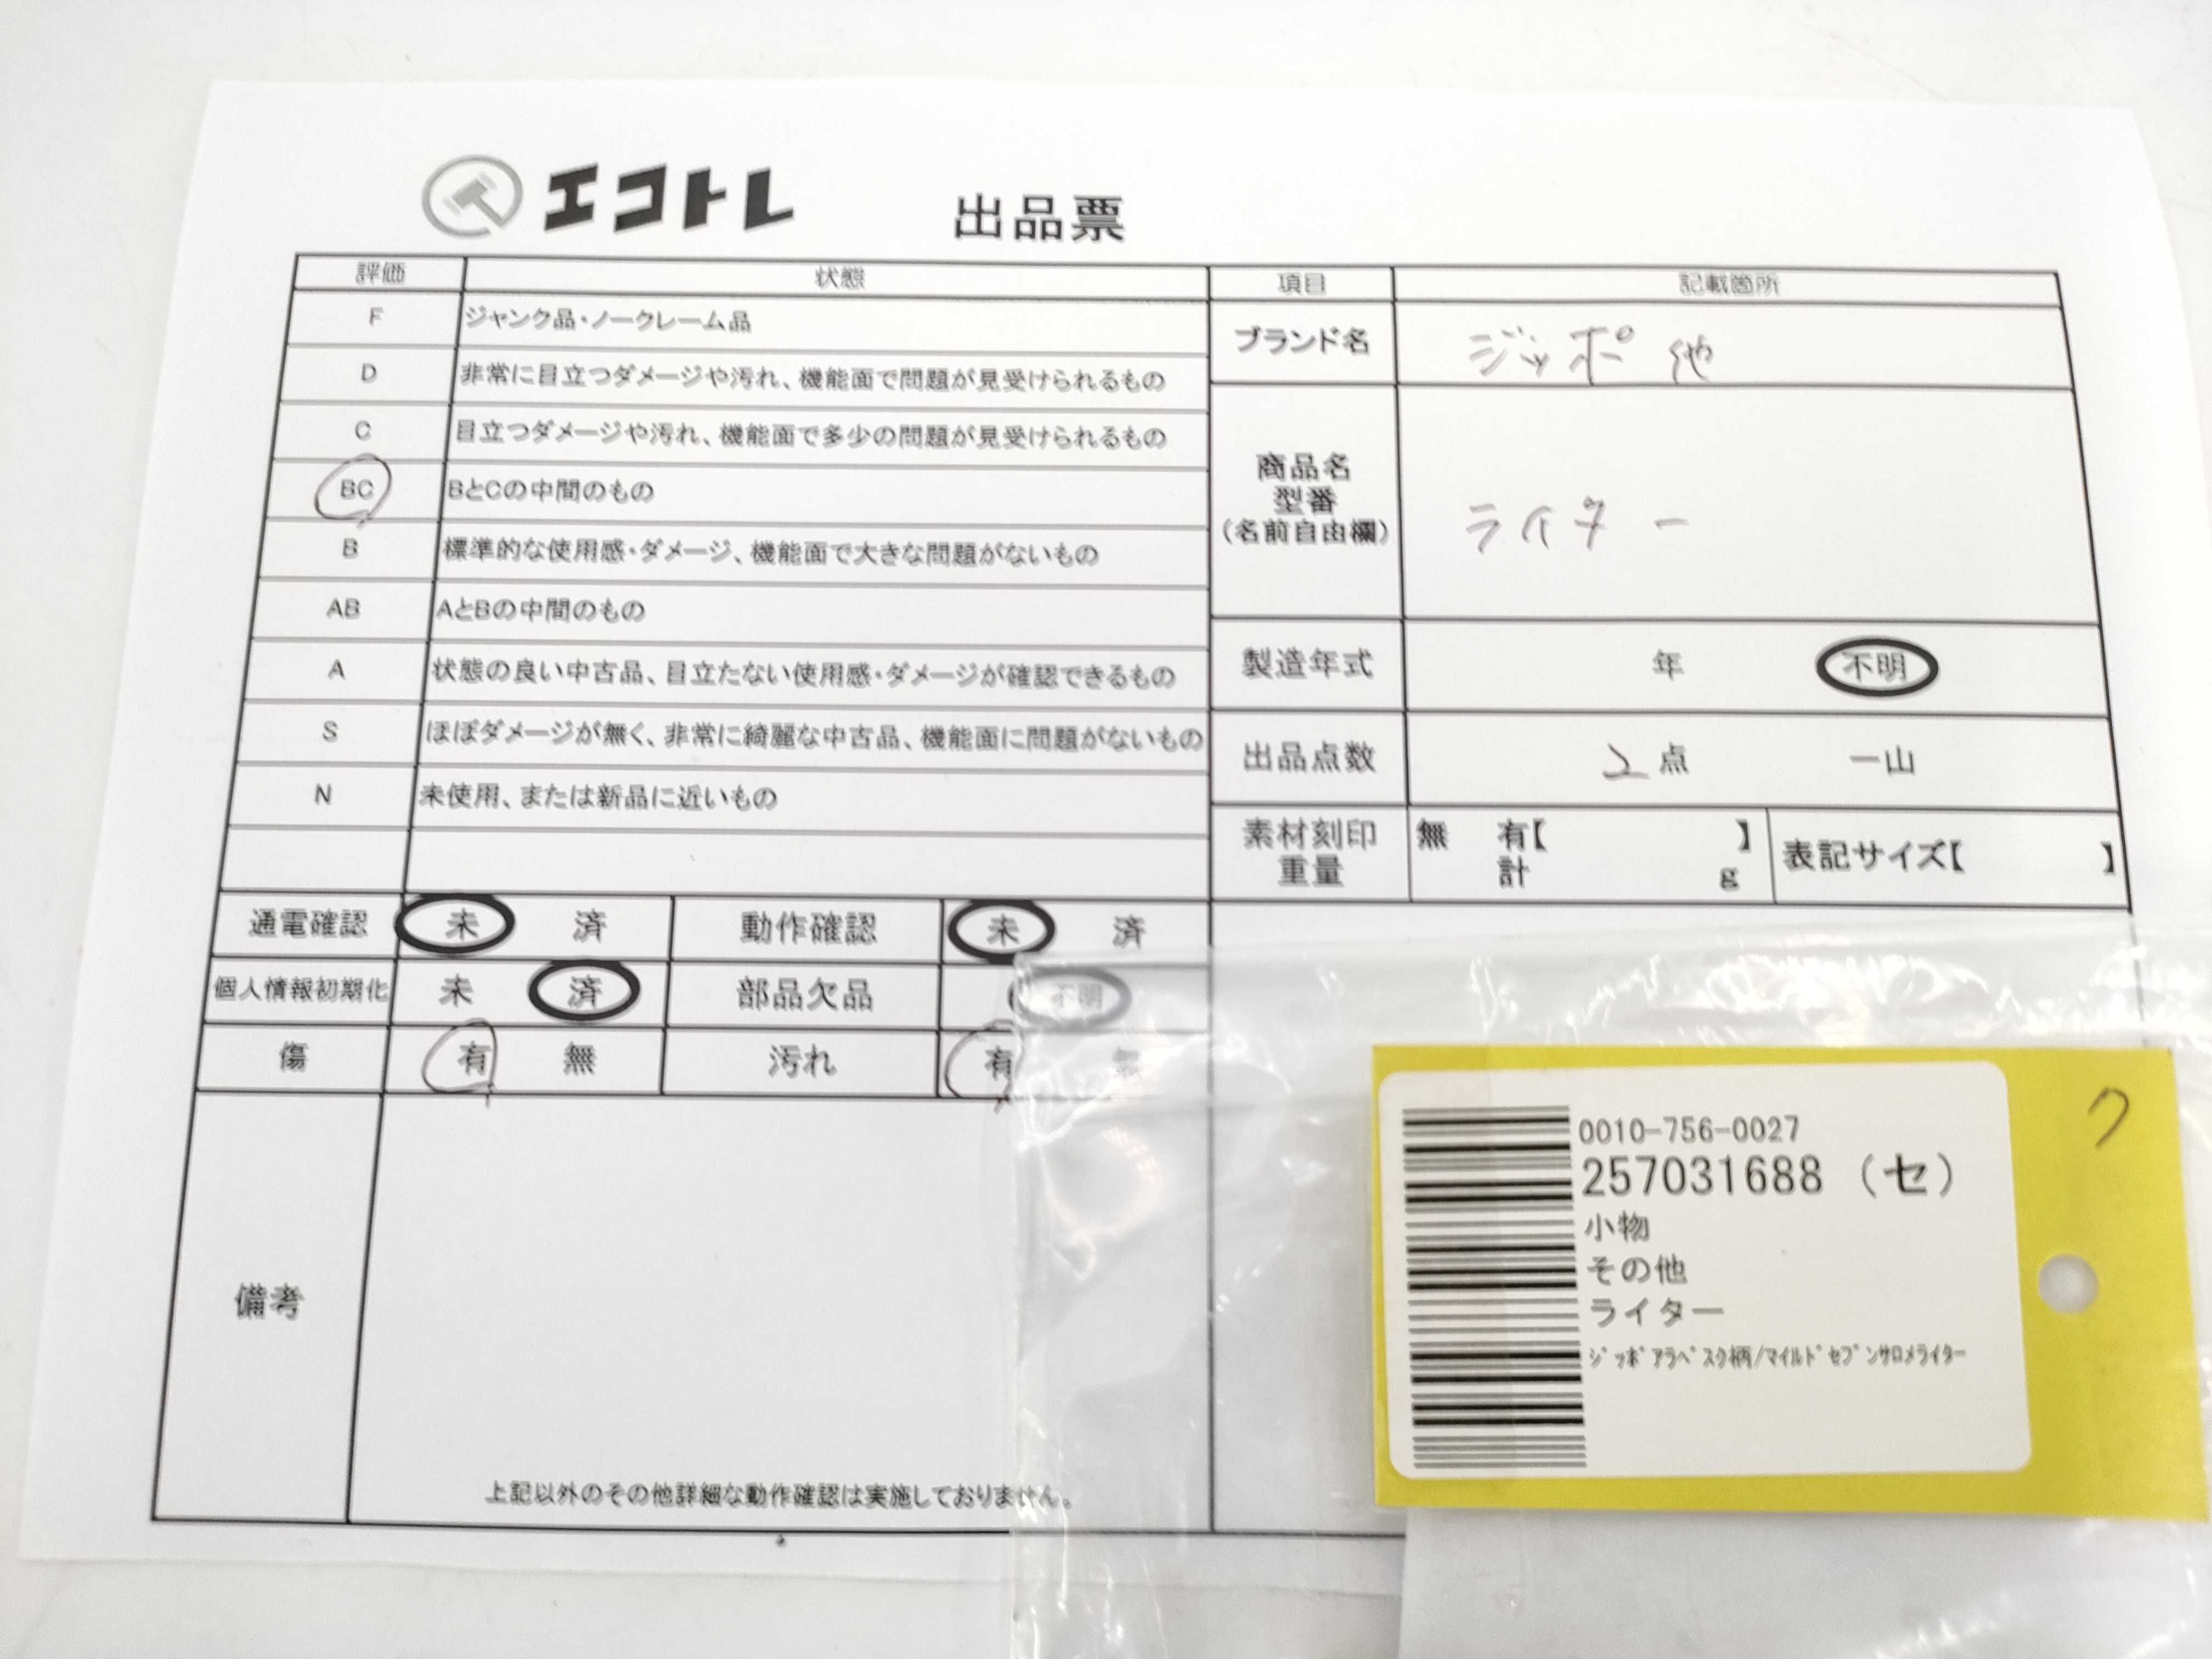 エコトレ 出品票
評価 状態
F ジャンク品・ノークレーム品
D 非常に目立つダメージや汚れ、機能面で問題が見受けられるもの
C 目立つダメージや汚れ、機能面で多少の問題が見受けられるもの
BC BとCの中間のもの
B 標準的な使用感・ダメージ、機能面で大きな問題がないもの
AB AとBの中間のもの
A 状態の良い中古品、目立たない使用感・ダメージが確認できるもの
S ほぼダメージが無く、非常に綺麗な中古品、機能面に問題がないもの
N 未使用、または新品に近いもの
通電確認 未 済 動作確認 未 済
個人情報初期化 未 済 部品欠品 不明
傷 有 無 汚れ 有 無
備考
上記以外のその他詳細な動作確認は実施しておりません。
項目 記載箇所
ブランド名 ジッポ 他
商品名
型番
(名前自由欄)
ライター
製造年式 年 不明
出品点数 2点 一山
素材刻印 無 有【 】
重量 計 g
表記サイズ【 】
0010-756-0027
257031688 (セ)
小物
その他
ライター
ｼﾞｯﾎﾟｱﾗﾍﾞｽｸ柄/ﾏｲﾙﾄﾞｾﾌﾞﾝｻﾛﾒﾗｲﾀｰ
ク